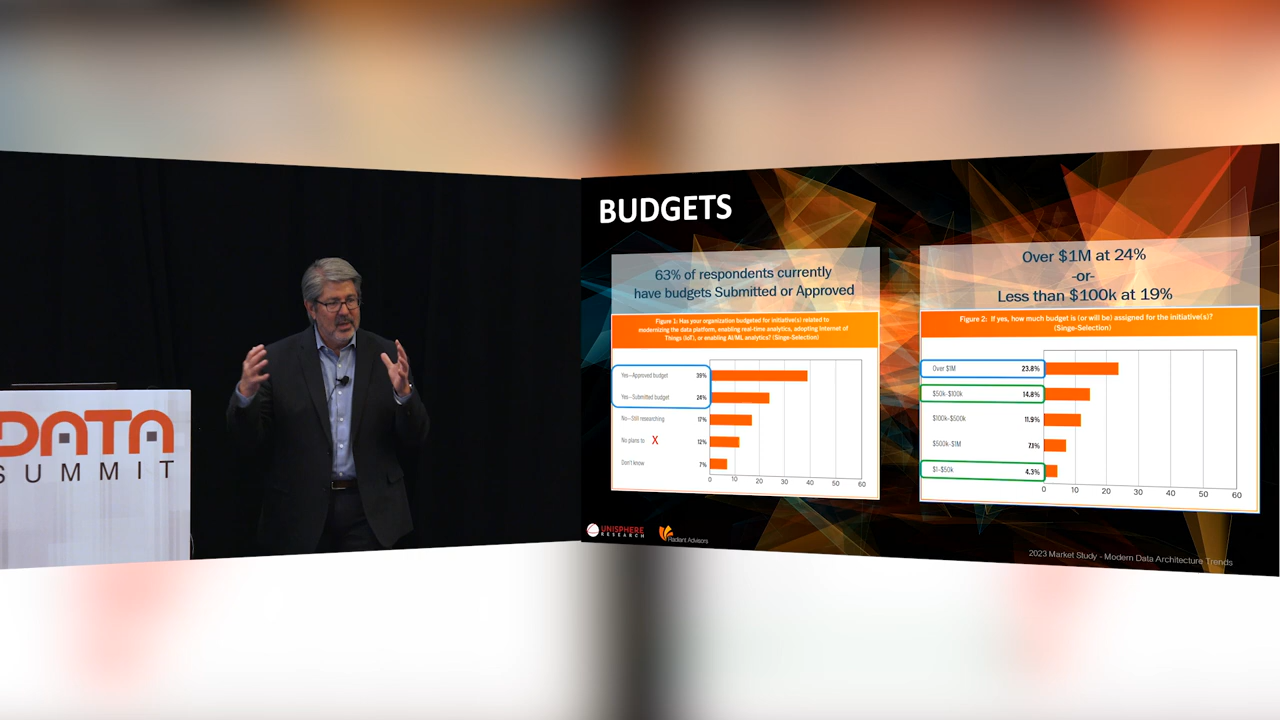 DATA
SUMMIT
BUDGETS
63% of respondents currently
have budgets Submitted or Approved
Figure 1: Has your organization budgeted for initiative(s) related to
modernizing the data platform, enabling real-time analytics, adopting Internet of
Things (IoT), or enabling AI/ML analytics? (Singe-Selection)
Yes—Approved budget 39%
Yes—Submitted budget 24%
No—Still researching 17%
No plans to X 12%
Don't know 7%
0 10 20 30 40 50 60
Over $1M at 24%
-or-
Less than $100k at 19%
Figure 2: If yes, how much budget is (or will be) assigned for the initiative(s)?
(Singe-Selection)
Over $1M 23.8%
$50k–$100k 14.8%
$100k–$500k 11.9%
$500k–$1M 7.1%
$1–$50k 4.3%
0 10 20 30 40 50 60
UNISPHERE
RESEARCH
Radiant Advisors
2023 Market Study - Modern Data Architecture Trends